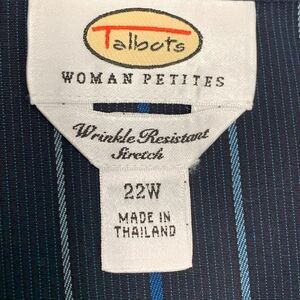 Talbots
WOMAN PETITES
Wrinkle Resistant
Stretch
22W
MADE IN
THAILAND